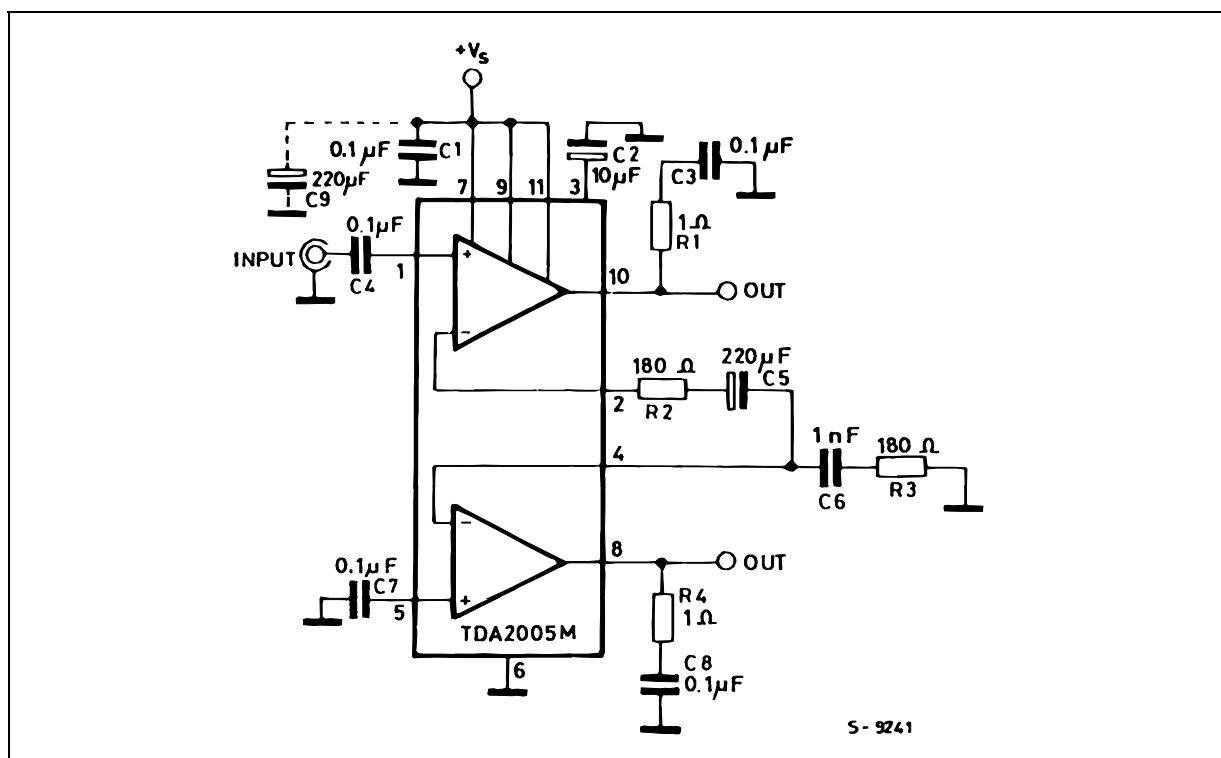 +Vs
0.1 µF
C1
220µF
C9
C2
10µF
0.1 µF
C3
7
9
11
3
1Ω
R1
0.1µF
INPUT
C4
1
+
10
OUT
−
180 Ω
R2
220µF
C5
2
4
1 nF
C6
180 Ω
R3
−
8
OUT
0.1µF
C7
5
+
R4
1Ω
TDA2005M
6
C8
0.1µF
S - 9241